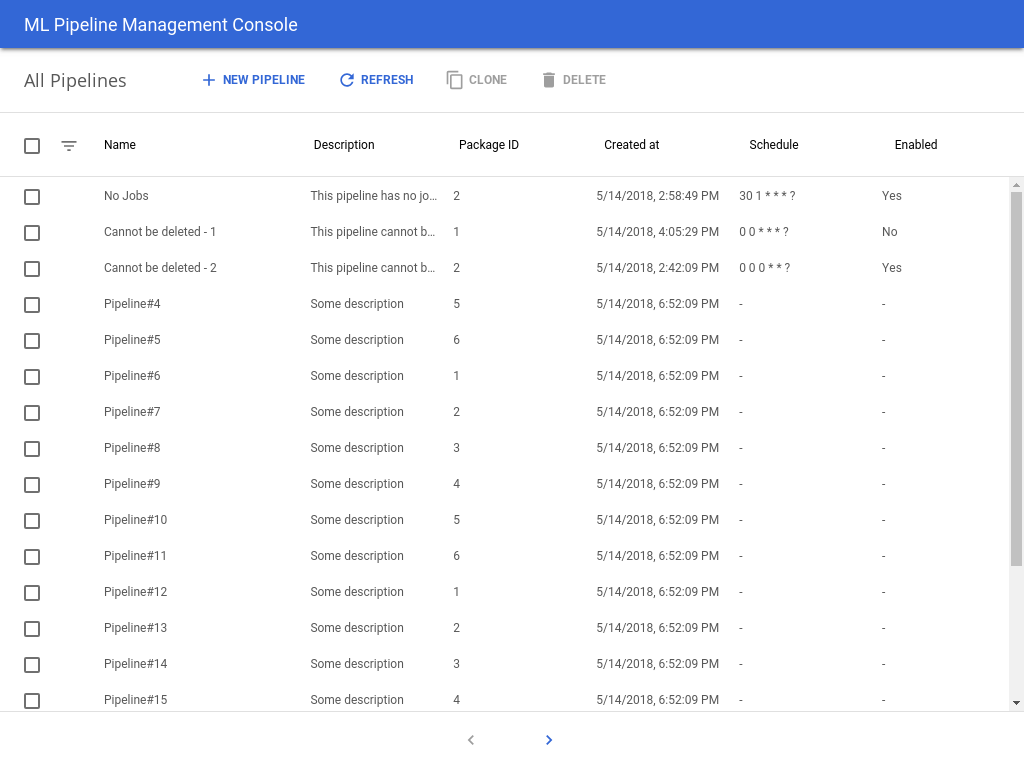 ML Pipeline Management Console
All Pipelines NEW PIPELINE REFRESH CLONE DELETE
Name Description Package ID Created at Schedule Enabled
No Jobs This pipeline has no jo... 2 5/14/2018, 2:58:49 PM 30 1 * * * ? Yes
Cannot be deleted - 1 This pipeline cannot b... 1 5/14/2018, 4:05:29 PM 0 0 * * * ? No
Cannot be deleted - 2 This pipeline cannot b... 2 5/14/2018, 2:42:09 PM 0 0 0 * * ? Yes
Pipeline#4 Some description 5 5/14/2018, 6:52:09 PM - -
Pipeline#5 Some description 6 5/14/2018, 6:52:09 PM - -
Pipeline#6 Some description 1 5/14/2018, 6:52:09 PM - -
Pipeline#7 Some description 2 5/14/2018, 6:52:09 PM - -
Pipeline#8 Some description 3 5/14/2018, 6:52:09 PM - -
Pipeline#9 Some description 4 5/14/2018, 6:52:09 PM - -
Pipeline#10 Some description 5 5/14/2018, 6:52:09 PM - -
Pipeline#11 Some description 6 5/14/2018, 6:52:09 PM - -
Pipeline#12 Some description 1 5/14/2018, 6:52:09 PM - -
Pipeline#13 Some description 2 5/14/2018, 6:52:09 PM - -
Pipeline#14 Some description 3 5/14/2018, 6:52:09 PM - -
Pipeline#15 Some description 4 5/14/2018, 6:52:09 PM - -